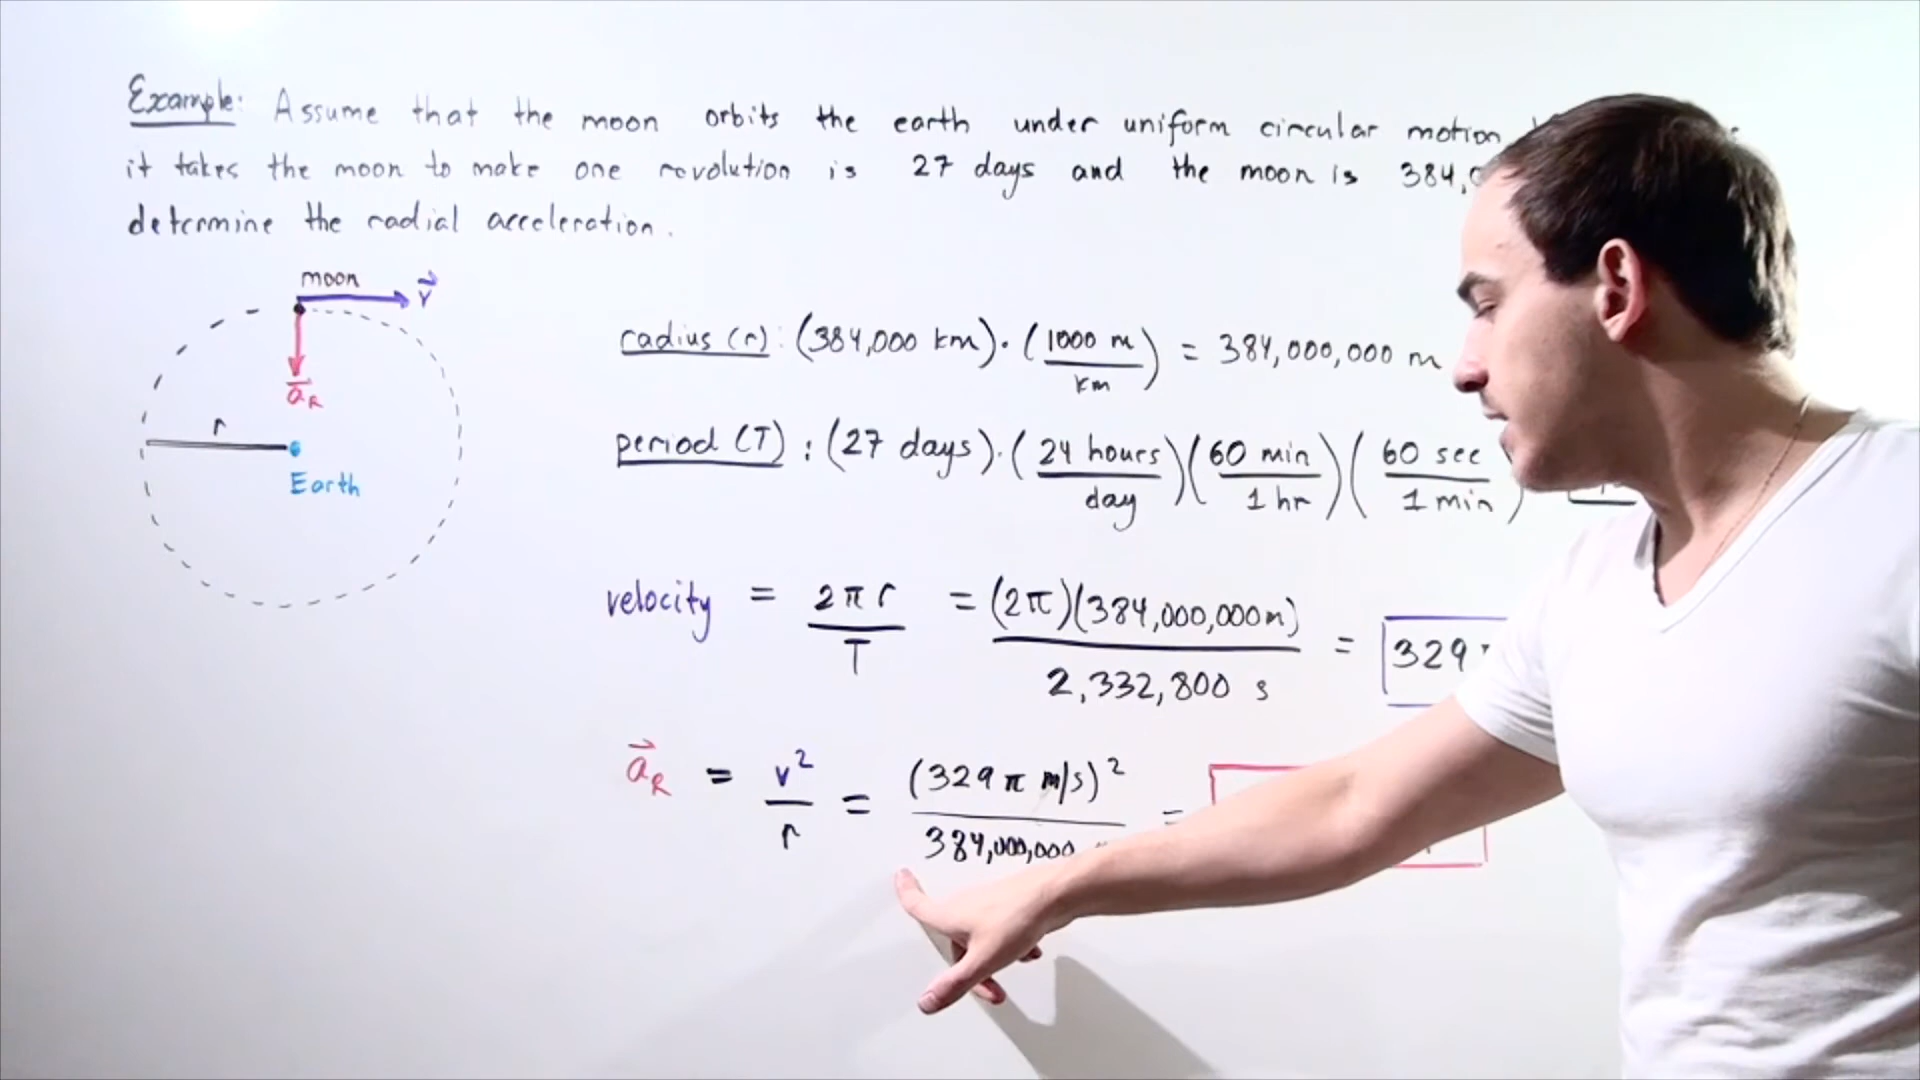 Example: Assume that the moon orbits the earth under uniform circular motion
it takes the moon to make one revolution is 27 days and the moon is 384,
determine the radial acceleration.
moon v
a_R
r
Earth
radius (r): (384,000 km)·(1000 m/km) = 384,000,000 m
period (T): (27 days)·(24 hours/day)(60 min/1 hr)(60 sec/1 min)
velocity = 2πr/T = (2π)(384,000,000m)/2,332,800 s = 329
a_R = v²/r = (329π m/s)²/384,000,000 =